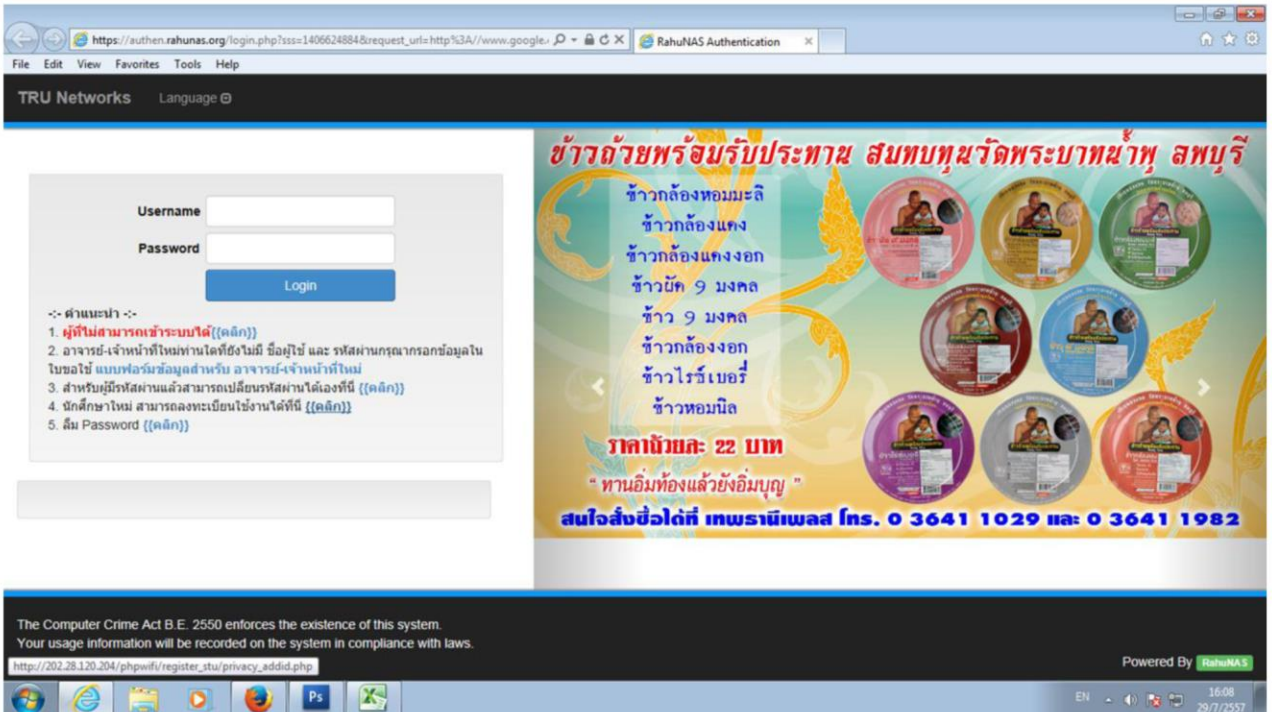 https://authen.rahunas.org/login.php?sss=1406624884&request_url=http%3A//www.google.
RahuNAS Authentication
File Edit View Favorites Tools Help
TRU Networks Language
Username
Password
Login
-:- คำแนะนำ -:-
1. ผู้ที่ไม่สามารถเข้าระบบได้{{คลิก}}
2. อาจารย์-เจ้าหน้าที่ใหม่ท่านใดที่ยังไม่มี ชื่อผู้ใช้ และ รหัสผ่านกรุณากรอกข้อมูลใน
ใบขอใช้ แบบฟอร์มข้อมูลสำหรับ อาจารย์-เจ้าหน้าที่ใหม่
3. สำหรับผู้มีรหัสผ่านแล้วสามารถเปลี่ยนรหัสผ่านได้เองที่นี่ {{คลิก}}
4. นักศึกษาใหม่ สามารถลงทะเบียนใช้งานได้ที่นี่ {{คลิก}}
5. ลืม Password {{คลิก}}
ข้าวถ้วยพร้อมรับประทาน สมทบทุนวัดพระบาทน้ำพุ ลพบุรี
ข้าวกล้องหอมมะลิ
ข้าวกล้องแดง
ข้าวกล้องแดงงอก
ข้าวผัด 9 มงคล
ข้าว 9 มงคล
ข้าวกล้องงอก
ข้าวไรซ์เบอรี่
ข้าวหอมนิล
ราคาถ้วยละ 22 บาท
“ ทานอิ่มท้องแล้วยังอิ่มบุญ ”
สนใจสั่งซื้อได้ที่ เทพธานีเพลส โทร. 0 3641 1029 และ 0 3641 1982
The Computer Crime Act B.E. 2550 enforces the existence of this system.
Your usage information will be recorded on the system in compliance with laws.
http://202.28.120.204/phpwifi/register_stu/privacy_addid.php
Powered By RahuNAS
Ps
EN
16:08
29/7/2557